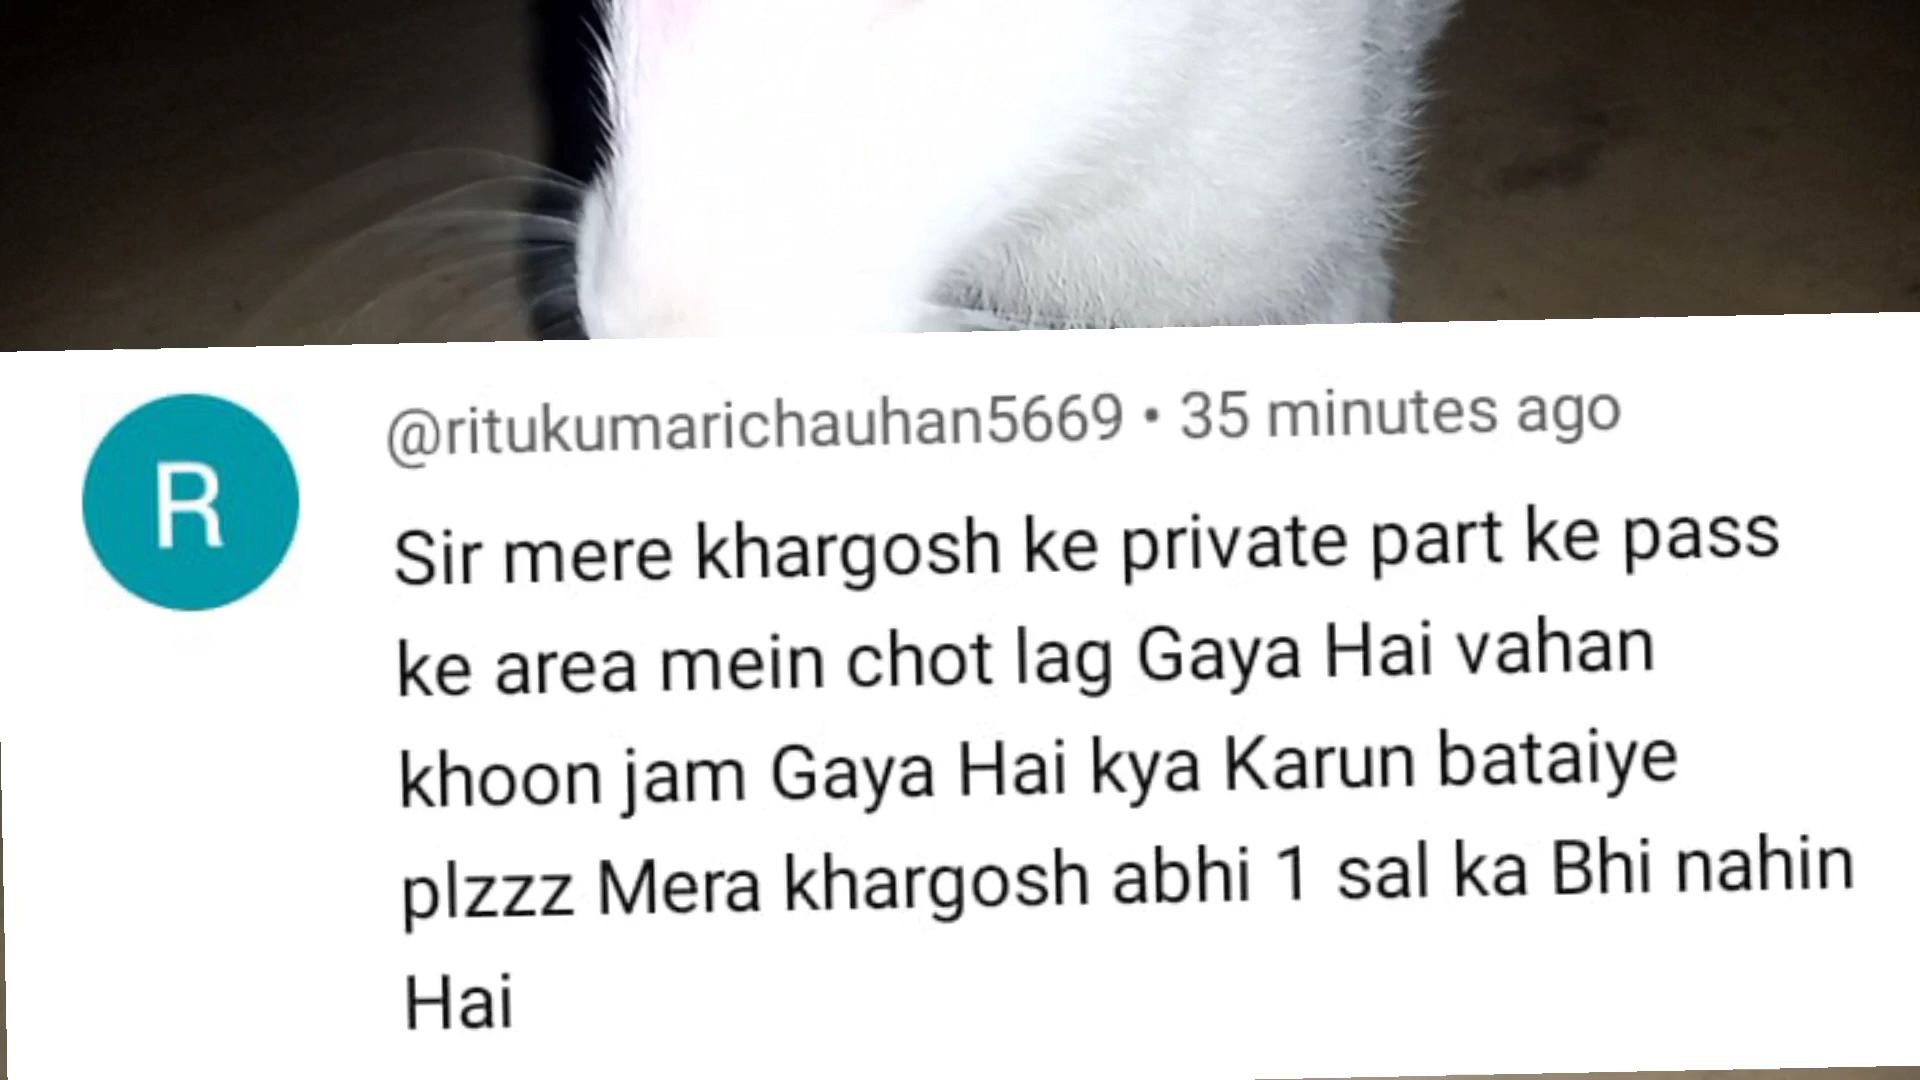 R
@ritukumarichauhan5669 • 35 minutes ago
Sir mere khargosh ke private part ke pass
ke area mein chot lag Gaya Hai vahan
khoon jam Gaya Hai kya Karun bataiye
plzzz Mera khargosh abhi 1 sal ka Bhi nahin
Hai